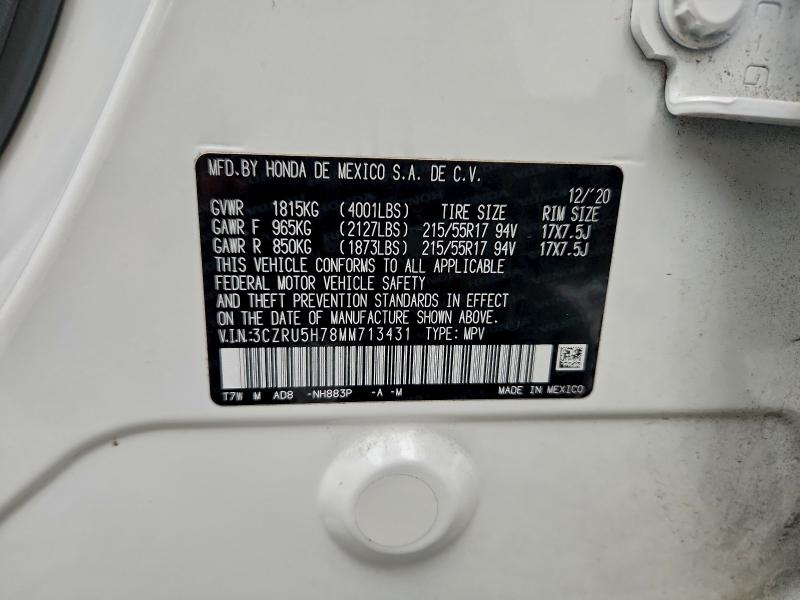 C-G
MFD.BY HONDA DE MEXICO S.A. DE C.V.
12/'20
GVWR 1815KG (4001LBS) TIRE SIZE RIM SIZE
GAWR F 965KG (2127LBS) 215/55R17 94V 17X7.5J
GAWR R 850KG (1873LBS) 215/55R17 94V 17X7.5J
THIS VEHICLE CONFORMS TO ALL APPLICABLE
FEDERAL MOTOR VEHICLE SAFETY
AND THEFT PREVENTION STANDARDS IN EFFECT
ON THE DATE OF MANUFACTURE SHOWN ABOVE.
V.I.N.:3CZRU5H78MM713431 TYPE: MPV
T7W M AD8 -NH883P -A -M MADE IN MEXICO